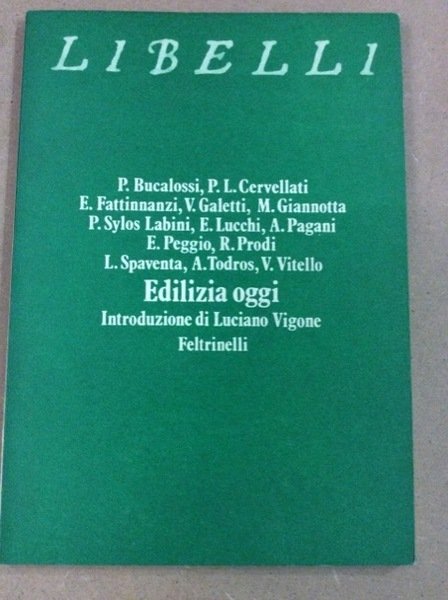 LIBELLI
P. Bucalossi, P. L. Cervellati
E. Fattinnanzi, V. Galetti, M. Giannotta
P. Sylos Labini, E. Lucchi, A. Pagani
E. Peggio, R. Prodi
L. Spaventa, A. Todros, V. Vitello
Edilizia oggi
Introduzione di Luciano Vigone
Feltrinelli